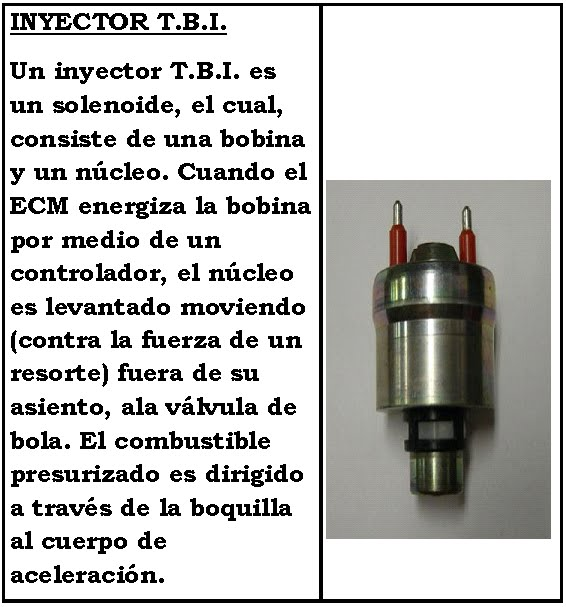 INYECTOR T.B.I.
Un inyector T.B.I. es
un solenoide, el cual,
consiste de una bobina
y un núcleo. Cuando el
ECM energiza la bobina
por medio de un
controlador, el núcleo
es levantado moviendo
(contra la fuerza de un
resorte) fuera de su
asiento, ala válvula de
bola. El combustible
presurizado es dirigido
a través de la boquilla
al cuerpo de
aceleración.